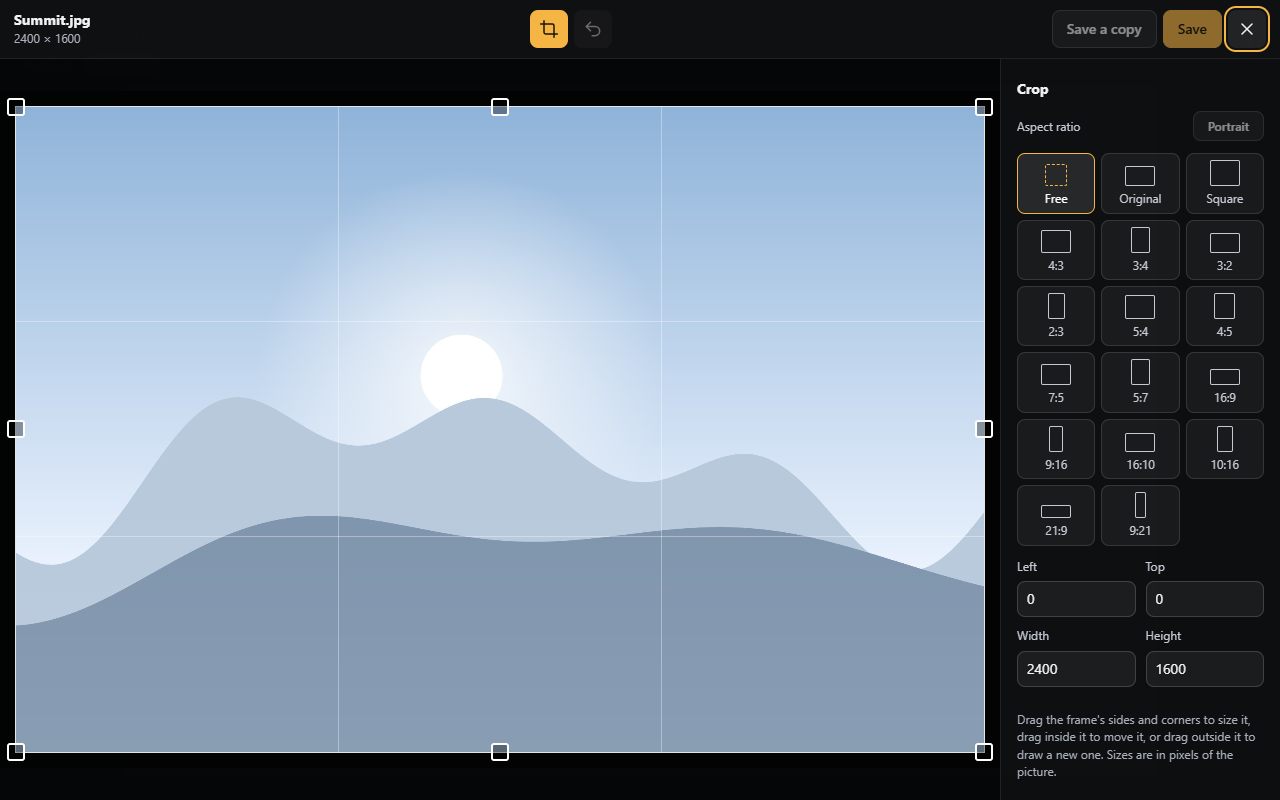 Summit.jpg
2400 × 1600
Save a copy
Save
Crop
Aspect ratio
Portrait
Free
Original
Square
4:3
3:4
3:2
2:3
5:4
4:5
7:5
5:7
16:9
9:16
16:10
10:16
21:9
9:21
Left
Top
0
0
Width
Height
2400
1600
Drag the frame's sides and corners to size it,
drag inside it to move it, or drag outside it to
draw a new one. Sizes are in pixels of the
picture.